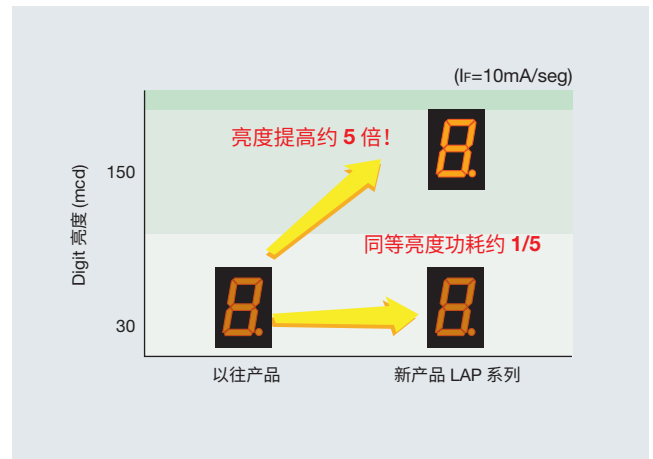 (IF=10mA/seg)
亮度提高约 5 倍!
150
Digit 亮度 (mcd)
同等亮度功耗约 1/5
30
以往产品
新产品 LAP 系列